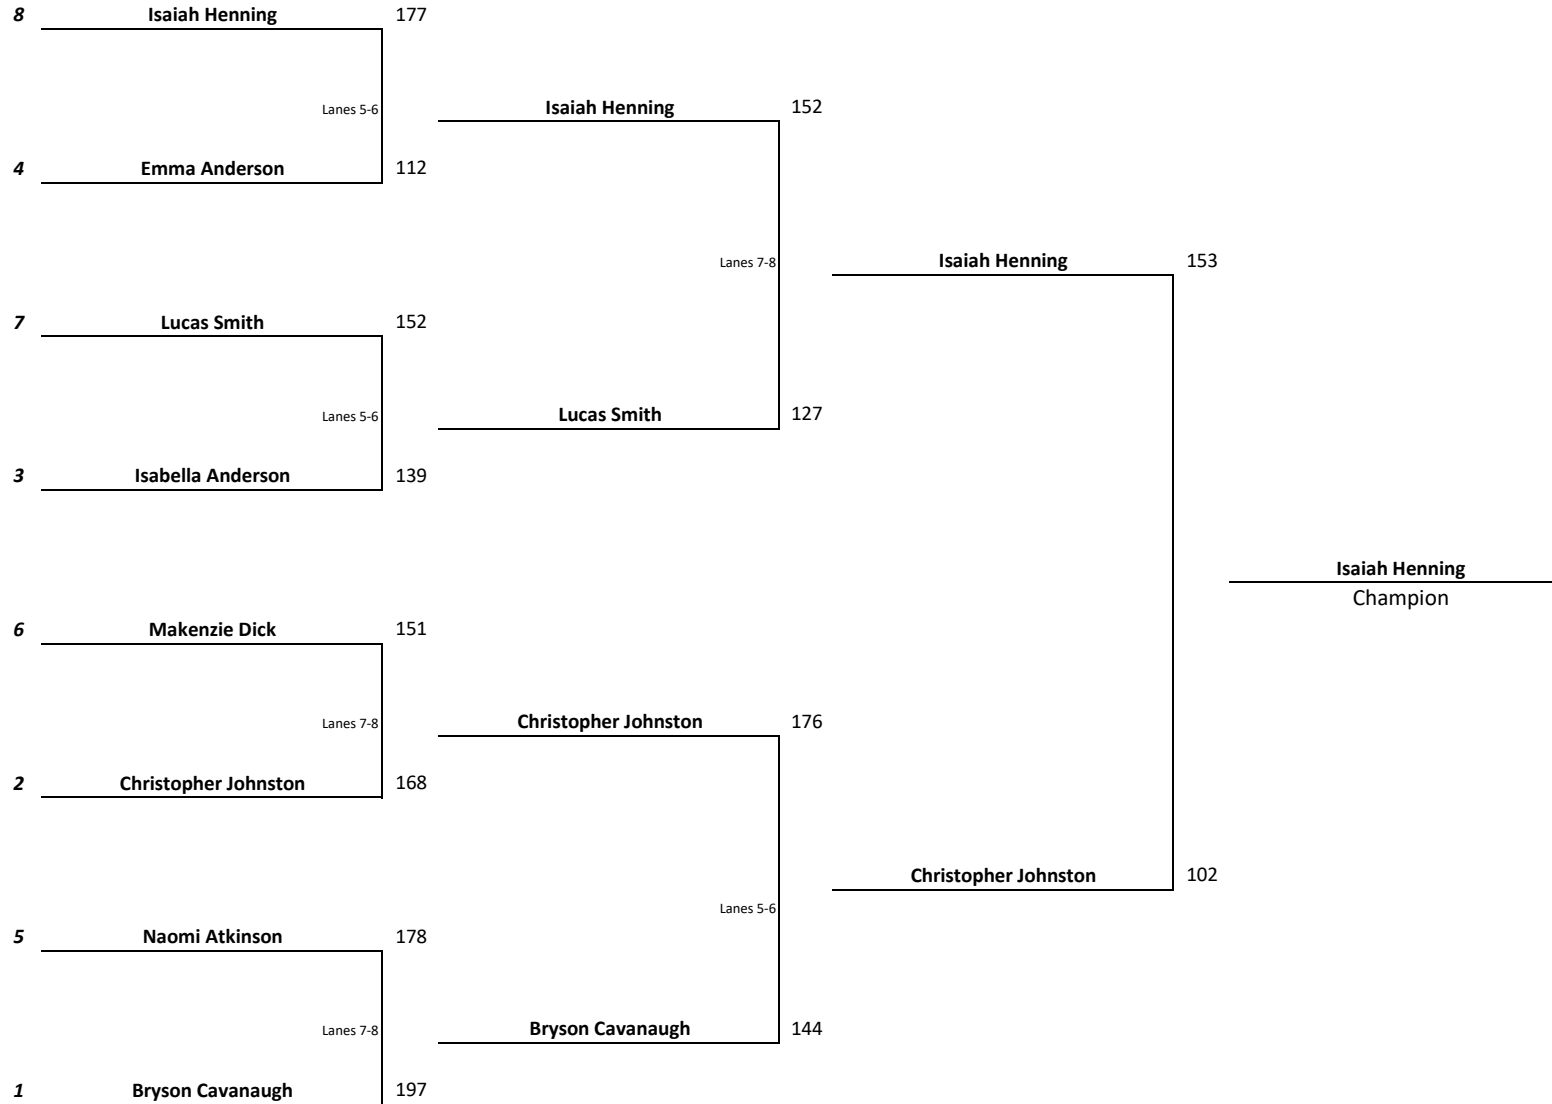 8 Isaiah Henning 177
Lanes 5-6
Isaiah Henning 152
4 Emma Anderson 112
Lanes 7-8
Isaiah Henning 153
7 Lucas Smith 152
Lanes 5-6
Lucas Smith 127
3 Isabella Anderson 139
Isaiah Henning
Champion
6 Makenzie Dick 151
Lanes 7-8
Christopher Johnston 176
2 Christopher Johnston 168
Christopher Johnston 102
Lanes 5-6
5 Naomi Atkinson 178
Lanes 7-8
Bryson Cavanaugh 144
1 Bryson Cavanaugh 197